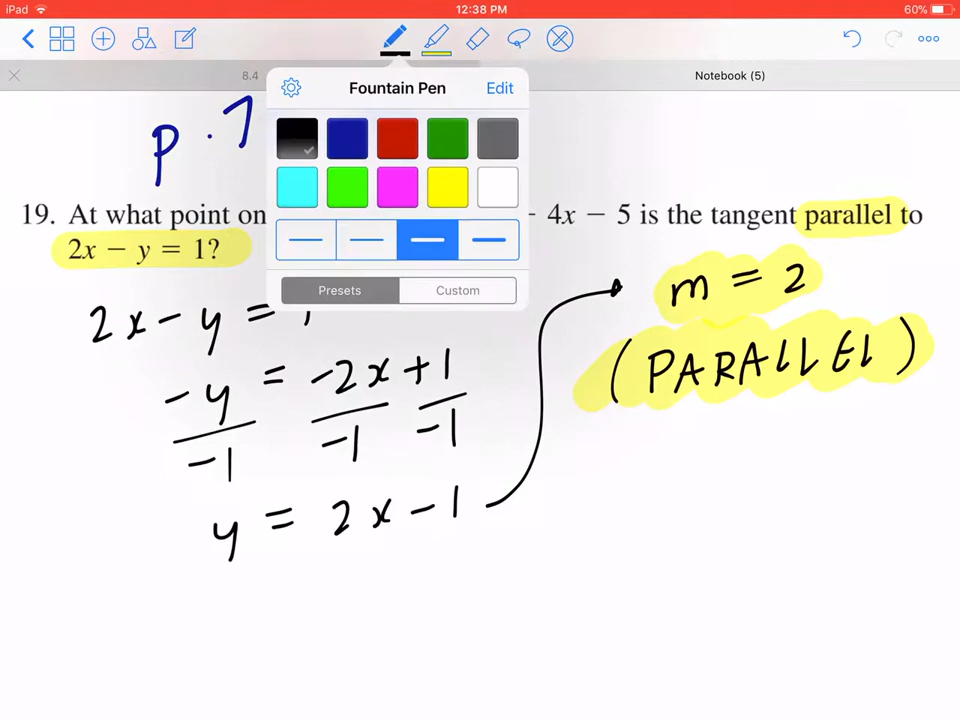 iPad 12:38 PM 60%
8.4 Notebook (5)
Fountain Pen Edit
Presets Custom
p. 7
19. At what point on - 4x − 5 is the tangent parallel to
2x − y = 1?
2x - y = 1
-y = -2x + 1
-1 -1 -1
y = 2x - 1
m = 2
(PARALLEL)